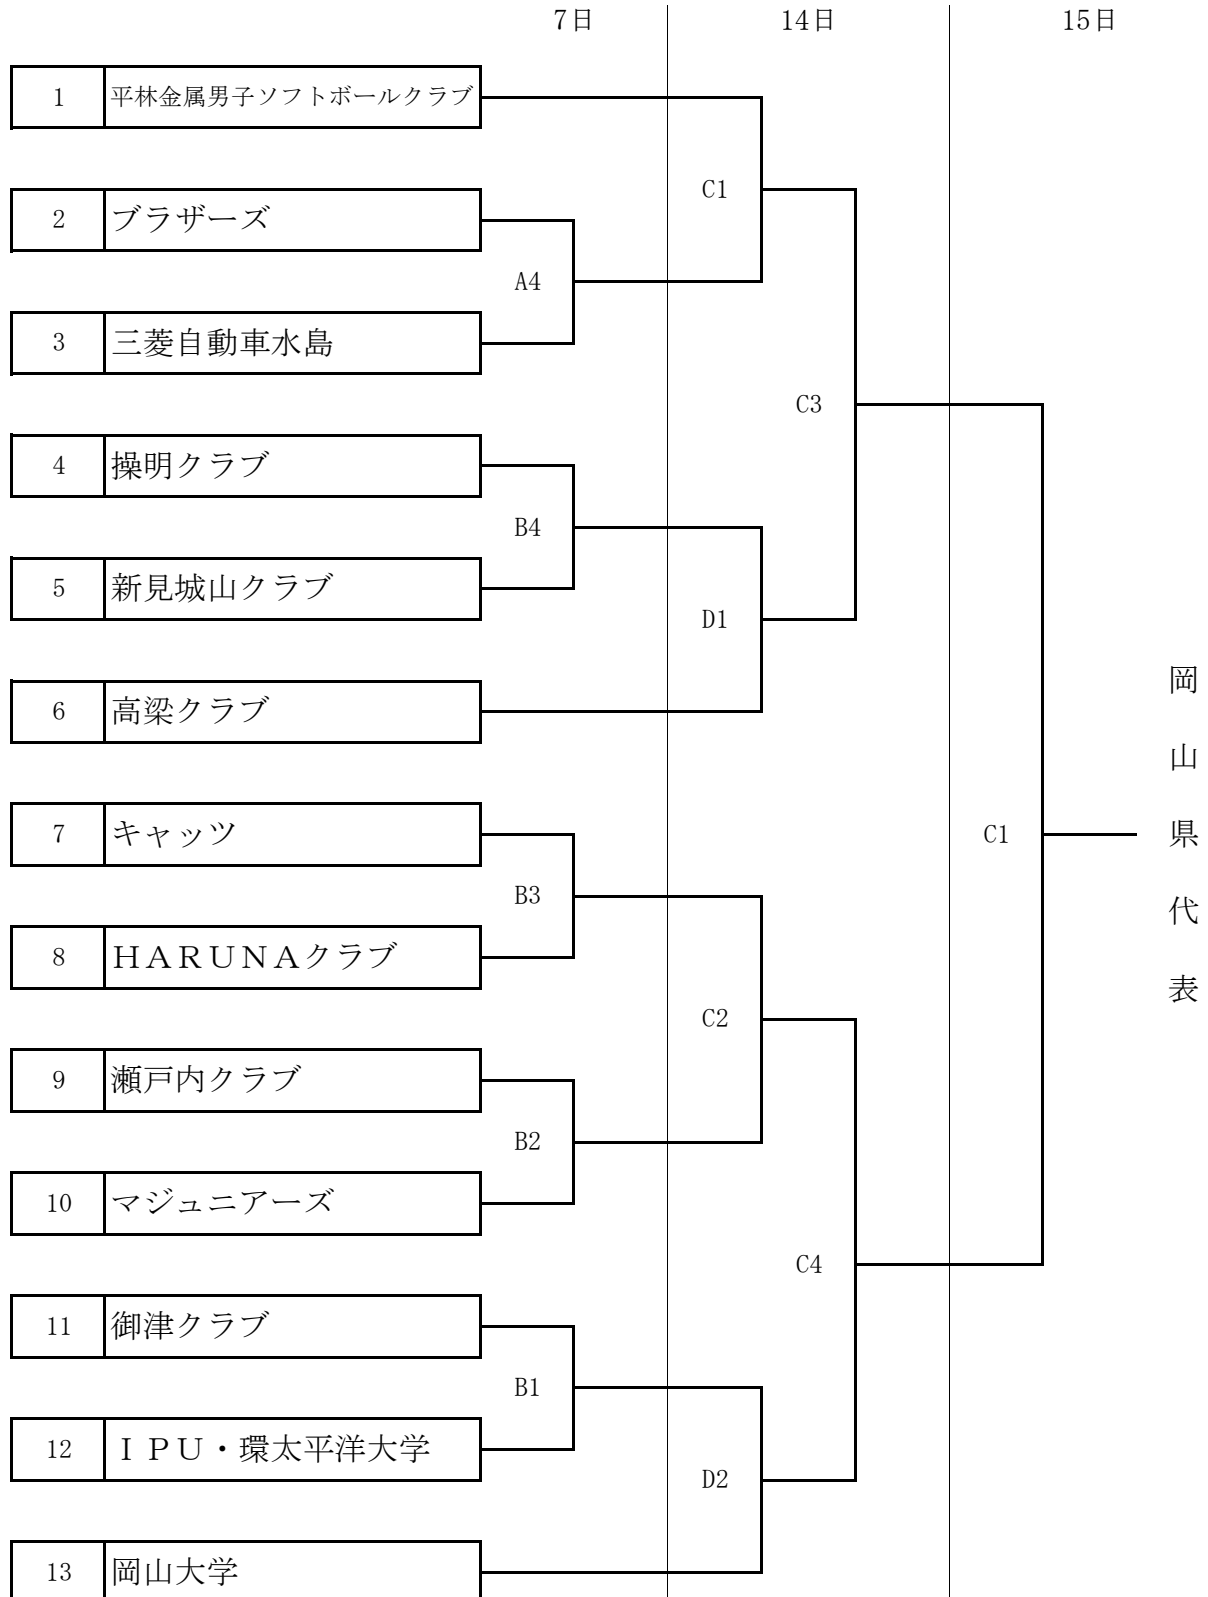 7日 14日 15日
1 平林金属男子ソフトボールクラブ
C1
2 ブラザーズ
A4
3 三菱自動車水島
C3
4 操明クラブ
B4
5 新見城山クラブ
D1
6 高梁クラブ
7 キャッツ
C1
B3
8 ＨＡＲＵＮＡクラブ
C2
9 瀬戸内クラブ
B2
10 マジュニアーズ
C4
11 御津クラブ
B1
12 ＩＰＵ・環太平洋大学
D2
13 岡山大学
岡山県代表